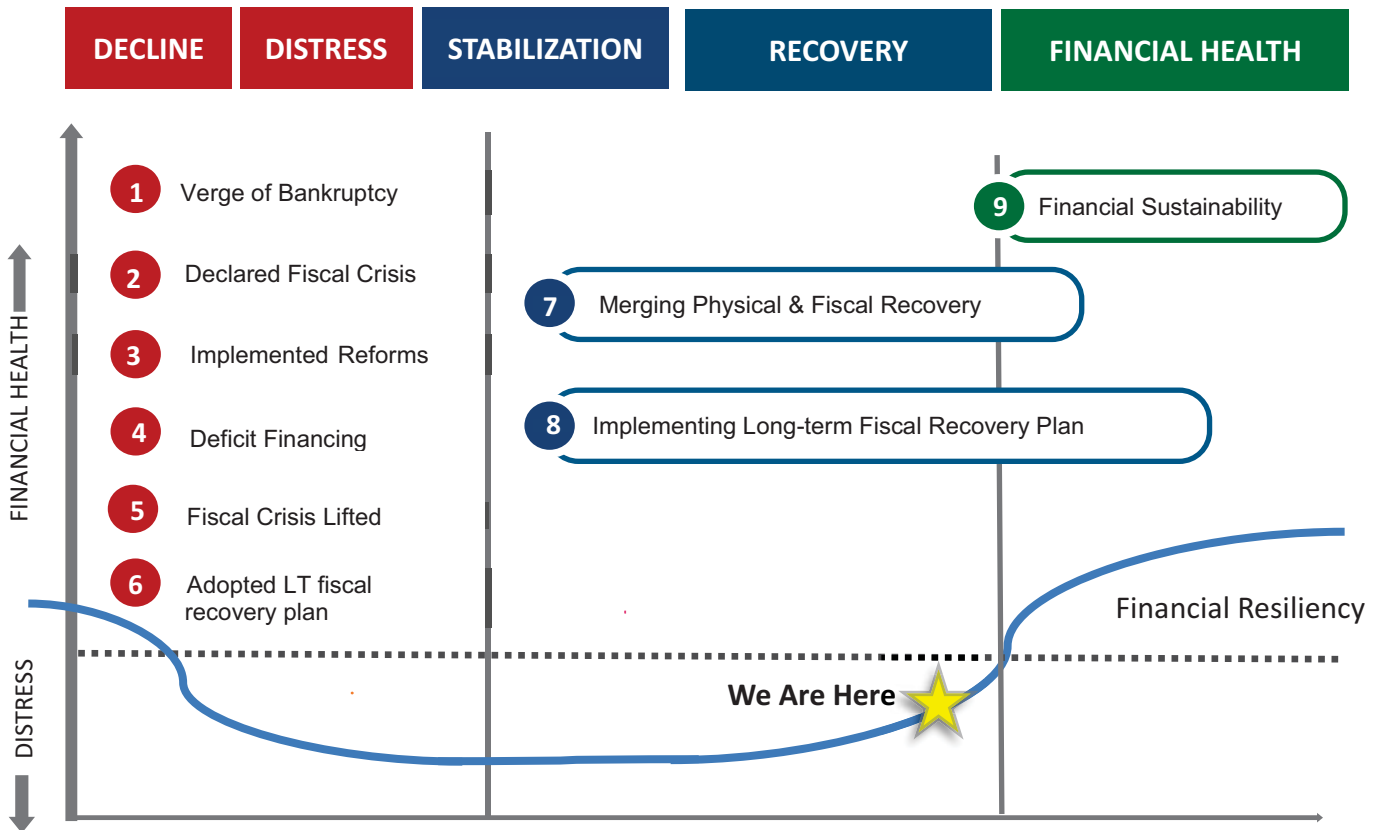 DECLINE
DISTRESS
STABILIZATION
RECOVERY
FINANCIAL HEALTH
1 Verge of Bankruptcy
2 Declared Fiscal Crisis
3 Implemented Reforms
4 Deficit Financing
5 Fiscal Crisis Lifted
6 Adopted LT fiscal
recovery plan
7 Merging Physical & Fiscal Recovery
8 Implementing Long-term Fiscal Recovery Plan
9 Financial Sustainability
FINANCIAL HEALTH
DISTRESS
Financial Resiliency
We Are Here